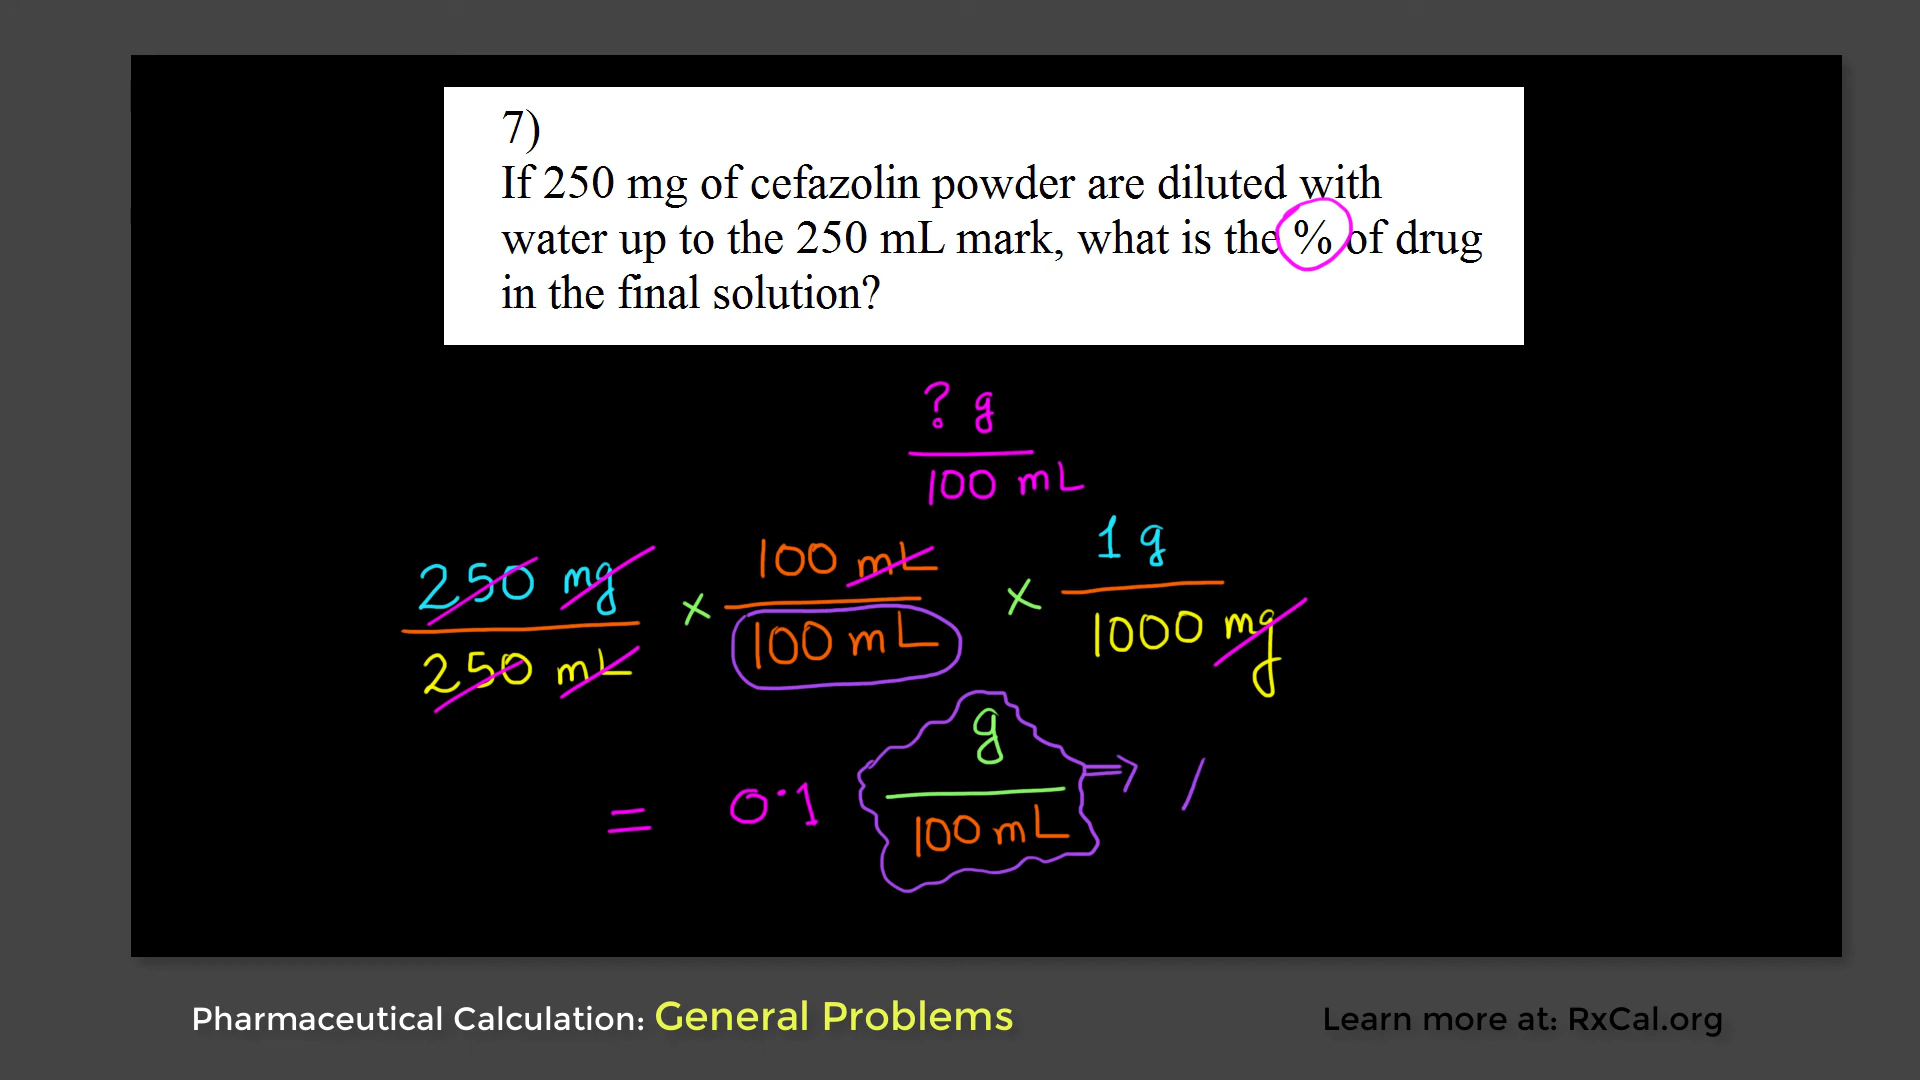 7)
If 250 mg of cefazolin powder are diluted with
water up to the 250 mL mark, what is the % of drug
in the final solution?
? g
100 mL
250 mg × 100 mL × 1 g
250 mL 100 mL 1000 mg
= 0.1 g ⇒ /
100 mL
Pharmaceutical Calculation: General Problems
Learn more at: RxCal.org